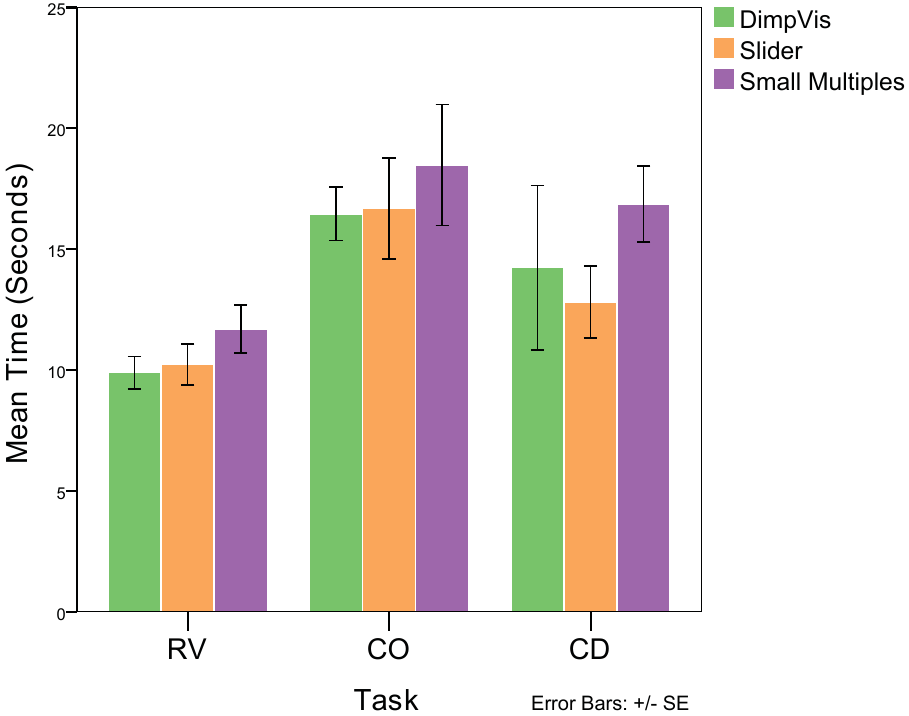 25
20
15
10
5
0
Mean Time (Seconds)
DimpVis
Slider
Small Multiples
RV CO CD
Task
Error Bars: +/- SE